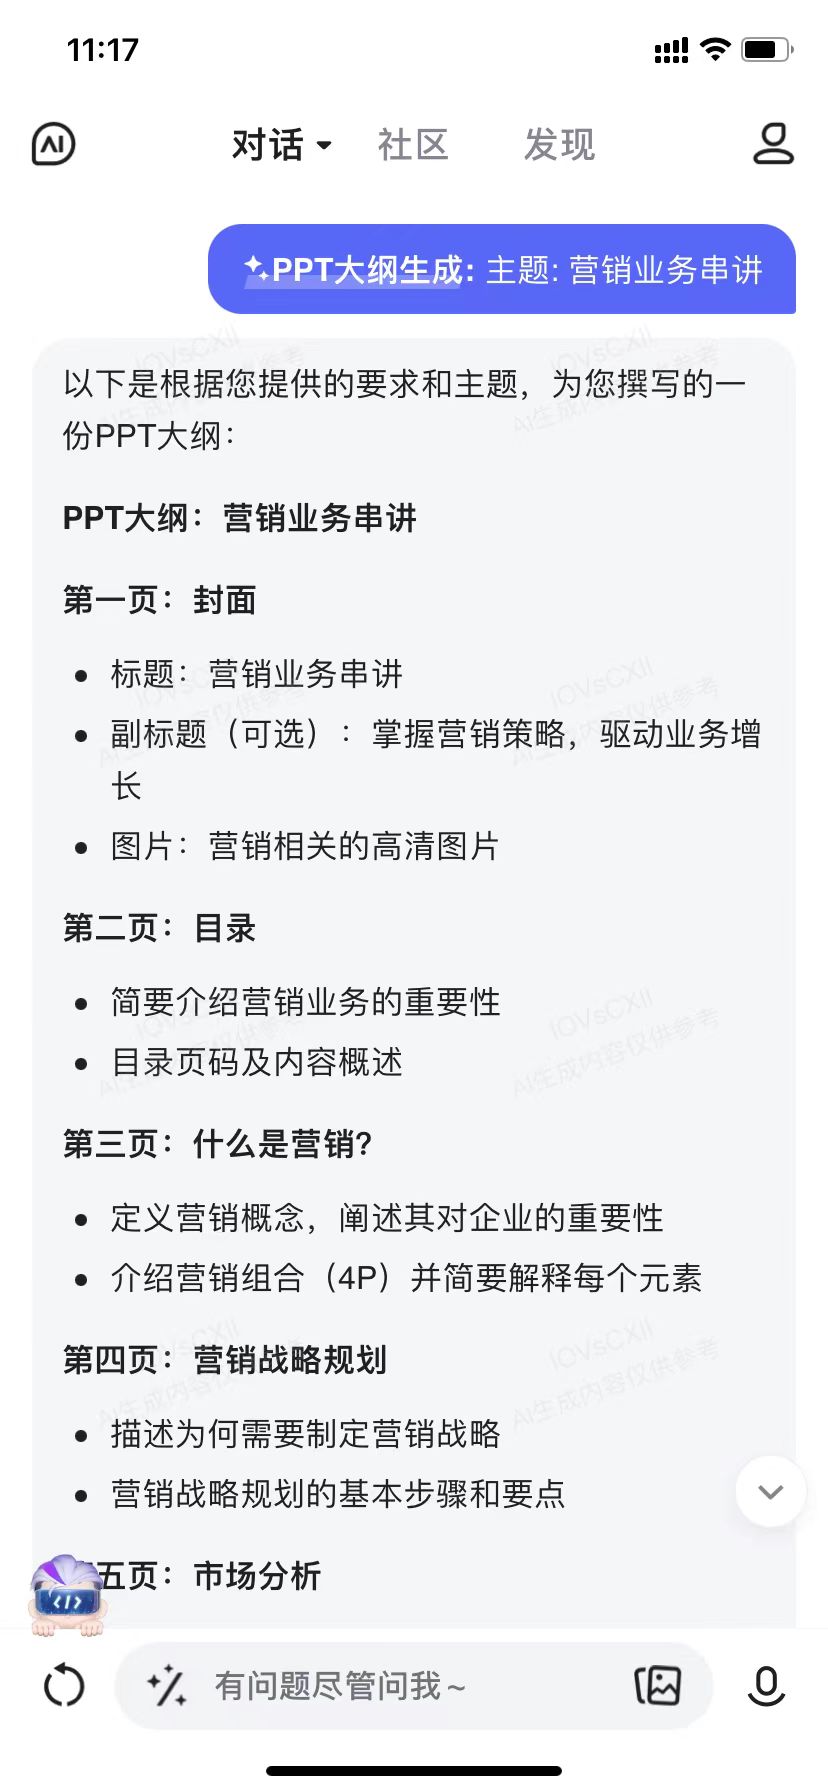 11:17
AI
对话 社区 发现
PPT大纲生成: 主题: 营销业务串讲
以下是根据您提供的要求和主题，为您撰写的一
份PPT大纲：
PPT大纲：营销业务串讲
第一页：封面
标题：营销业务串讲
副标题（可选）：掌握营销策略，驱动业务增
长
图片：营销相关的高清图片
第二页：目录
简要介绍营销业务的重要性
目录页码及内容概述
第三页：什么是营销?
定义营销概念，阐述其对企业的重要性
介绍营销组合（4P）并简要解释每个元素
第四页：营销战略规划
描述为何需要制定营销战略
营销战略规划的基本步骤和要点
五页：市场分析
</>
有问题尽管问我~
IOVsCXII
AI生成内容仅供参考